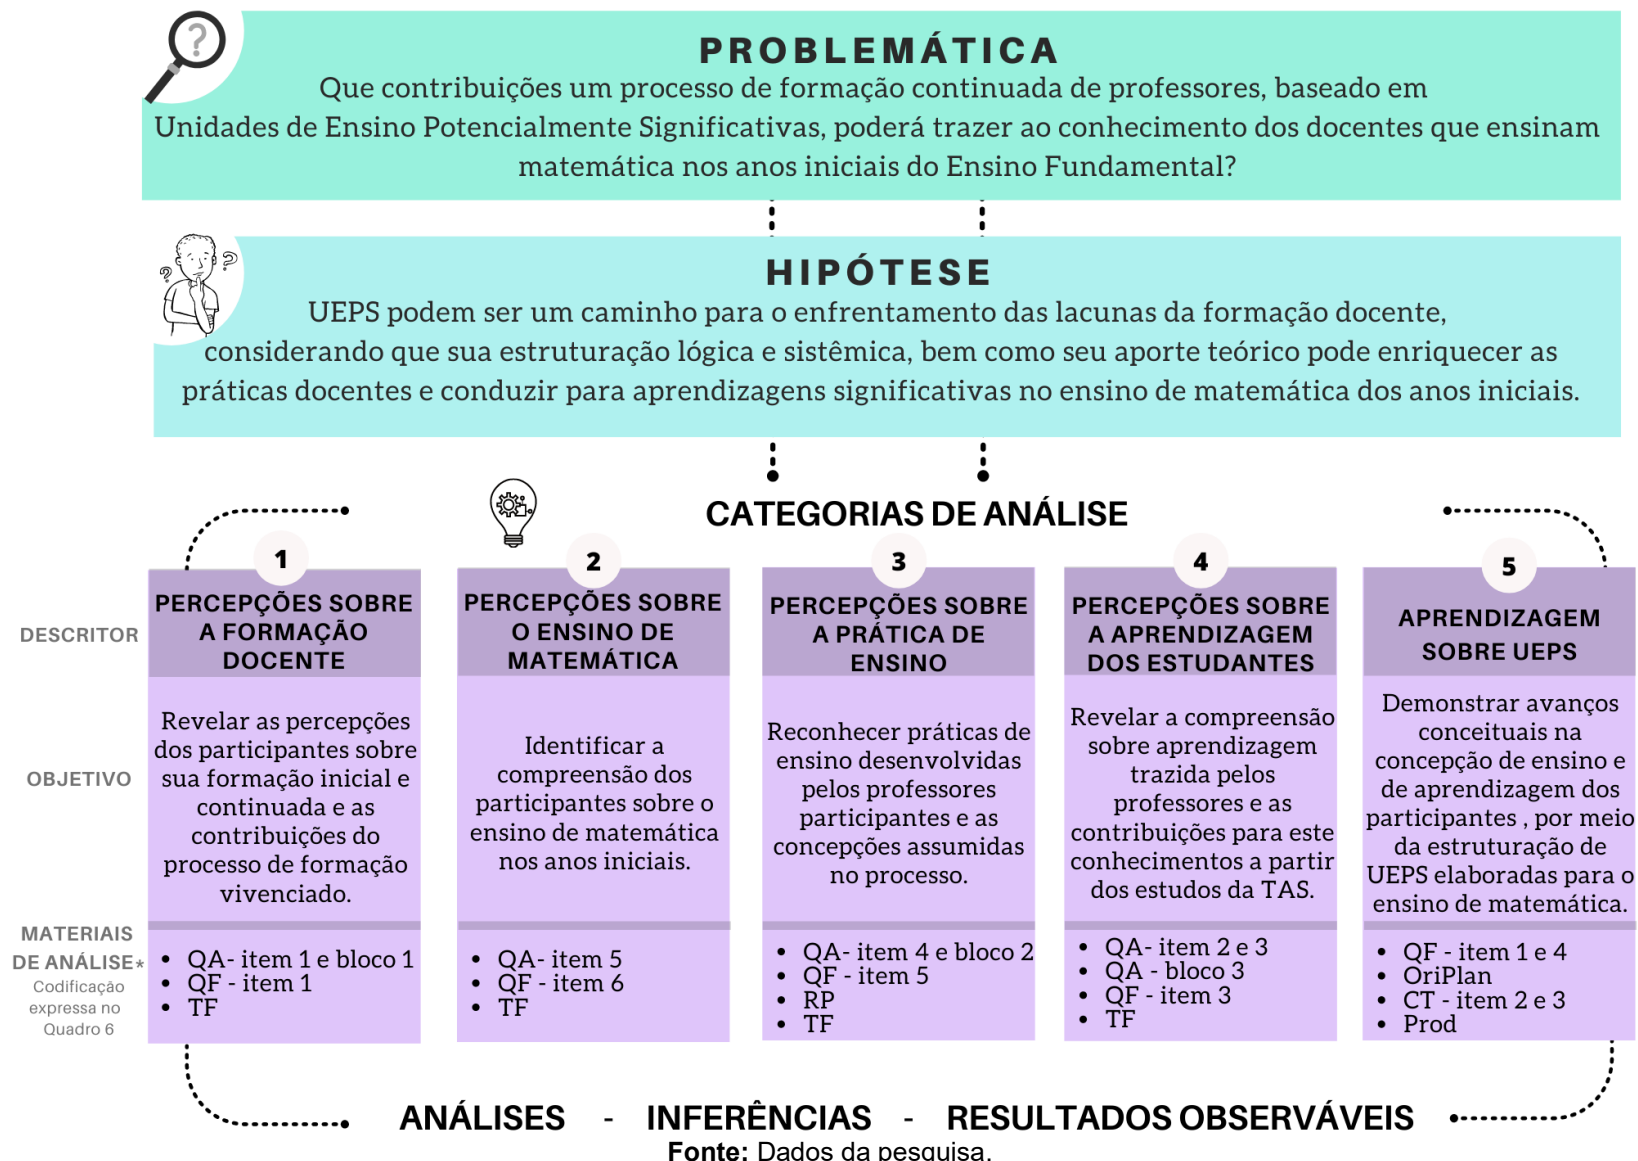 PROBLEMÁTICA
Que contribuições um processo de formação continuada de professores, baseado em
Unidades de Ensino Potencialmente Significativas, poderá trazer ao conhecimento dos docentes que ensinam
matemática nos anos iniciais do Ensino Fundamental?
HIPÓTESE
UEPS podem ser um caminho para o enfrentamento das lacunas da formação docente,
considerando que sua estruturação lógica e sistêmica, bem como seu aporte teórico pode enriquecer as
práticas docentes e conduzir para aprendizagens significativas no ensino de matemática dos anos iniciais.
CATEGORIAS DE ANÁLISE
DESCRITOR
OBJETIVO
MATERIAIS
DE ANÁLISE*
Codificação
expressa no
Quadro 6
1
PERCEPÇÕES SOBRE
A FORMAÇÃO
DOCENTE
Revelar as percepções
dos participantes sobre
sua formação inicial e
continuada e as
contribuições do
processo de formação
vivenciado.
• QA- item 1 e bloco 1
• QF - item 1
• TF
2
PERCEPÇÕES SOBRE
O ENSINO DE
MATEMÁTICA
Identificar a
compreensão dos
participantes sobre o
ensino de matemática
nos anos iniciais.
• QA- item 5
• QF - item 6
• TF
3
PERCEPÇÕES SOBRE
A PRÁTICA DE
ENSINO
Reconhecer práticas de
ensino desenvolvidas
pelos professores
participantes e as
concepções assumidas
no processo.
• QA- item 4 e bloco 2
• QF - item 5
• RP
• TF
4
PERCEPÇÕES SOBRE
A APRENDIZAGEM
DOS ESTUDANTES
Revelar a compreensão
sobre aprendizagem
trazida pelos
professores e as
contribuições para este
conhecimentos a partir
dos estudos da TAS.
• QA- item 2 e 3
• QA - bloco 3
• QF - item 3
• TF
5
APRENDIZAGEM
SOBRE UEPS
Demonstrar avanços
conceituais na
concepção de ensino e
de aprendizagem dos
participantes , por meio
da estruturação de
UEPS elaboradas para o
ensino de matemática.
• QF - item 1 e 4
• OriPlan
• CT - item 2 e 3
• Prod
ANÁLISES - INFERÊNCIAS - RESULTADOS OBSERVÁVEIS
Fonte: Dados da pesquisa.